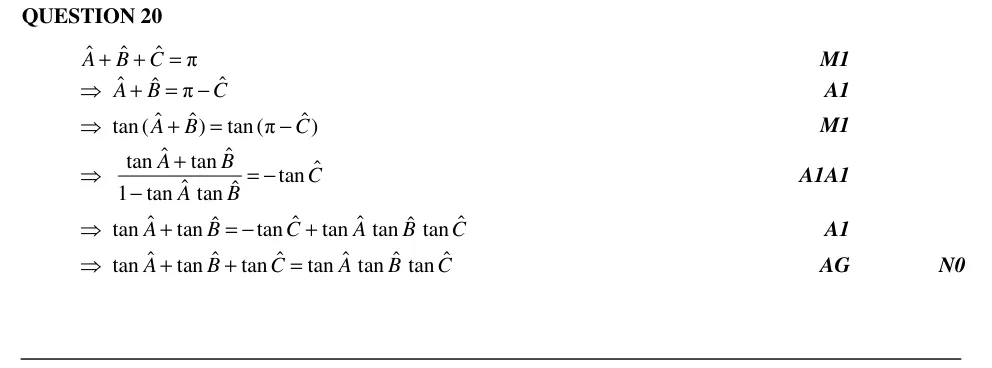 QUESTION 20
Â + B̂ + Ĉ = π M1
⇒ Â + B̂ = π − Ĉ A1
⇒ tan (Â + B̂) = tan (π − Ĉ) M1
⇒ (tan Â + tan B̂) / (1 − tan Â tan B̂) = − tan Ĉ A1A1
⇒ tan Â + tan B̂ = − tan Ĉ + tan Â tan B̂ tan Ĉ A1
⇒ tan Â + tan B̂ + tan Ĉ = tan Â tan B̂ tan Ĉ AG N0